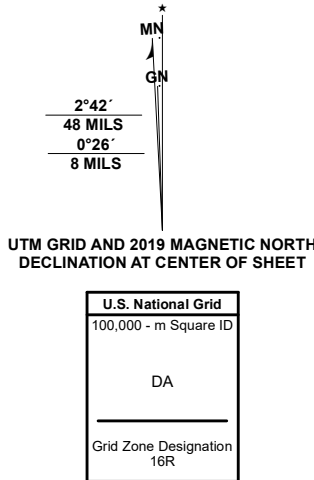 ★
MN
GN
2°42´
48 MILS
0°26´
8 MILS
UTM GRID AND 2019 MAGNETIC NORTH
DECLINATION AT CENTER OF SHEET
U.S. National Grid
100,000 - m Square ID
DA
Grid Zone Designation
16R